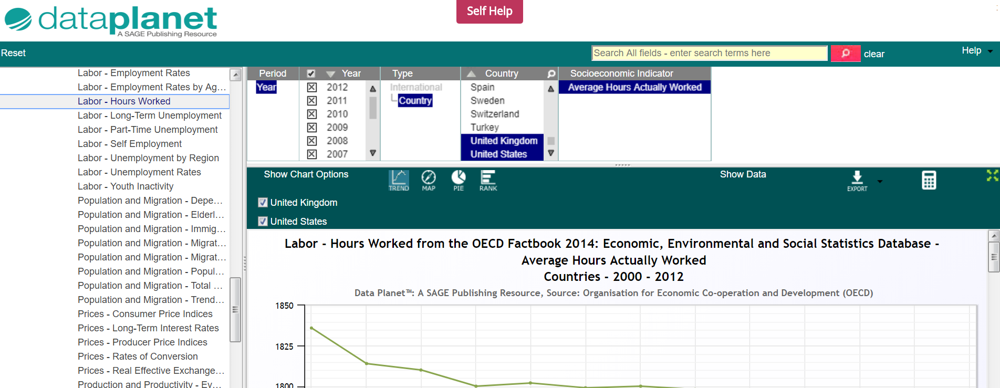 dataplanet
A SAGE Publishing Resource
Self Help
Reset
Search All fields - enter search terms here
clear
Help
Labor - Employment Rates
Labor - Employment Rates by Ag...
Labor - Hours Worked
Labor - Long-Term Unemployment
Labor - Part-Time Unemployment
Labor - Self Employment
Labor - Unemployment by Region
Labor - Unemployment Rates
Labor - Youth Inactivity
Population and Migration - Depe...
Population and Migration - Elderl...
Population and Migration - Immig...
Population and Migration - Migrat...
Population and Migration - Migrat...
Population and Migration - Popul...
Population and Migration - Total ...
Population and Migration - Trend...
Prices - Consumer Price Indices
Prices - Long-Term Interest Rates
Prices - Producer Price Indices
Prices - Rates of Conversion
Prices - Real Effective Exchange...
Production and Productivity - Ev...
Period
Year
Year
2012
2011
2010
2009
2008
2007
Type
International
Country
Country
Spain
Sweden
Switzerland
Turkey
United Kingdom
United States
Socioeconomic Indicator
Average Hours Actually Worked
Show Chart Options
TREND
MAP
PIE
RANK
Show Data
EXPORT
United Kingdom
United States
Labor - Hours Worked from the OECD Factbook 2014: Economic, Environmental and Social Statistics Database -
Average Hours Actually Worked
Countries - 2000 - 2012
Data Planet™: A SAGE Publishing Resource, Source: Organisation for Economic Co-operation and Development (OECD)
1850
1825
1800